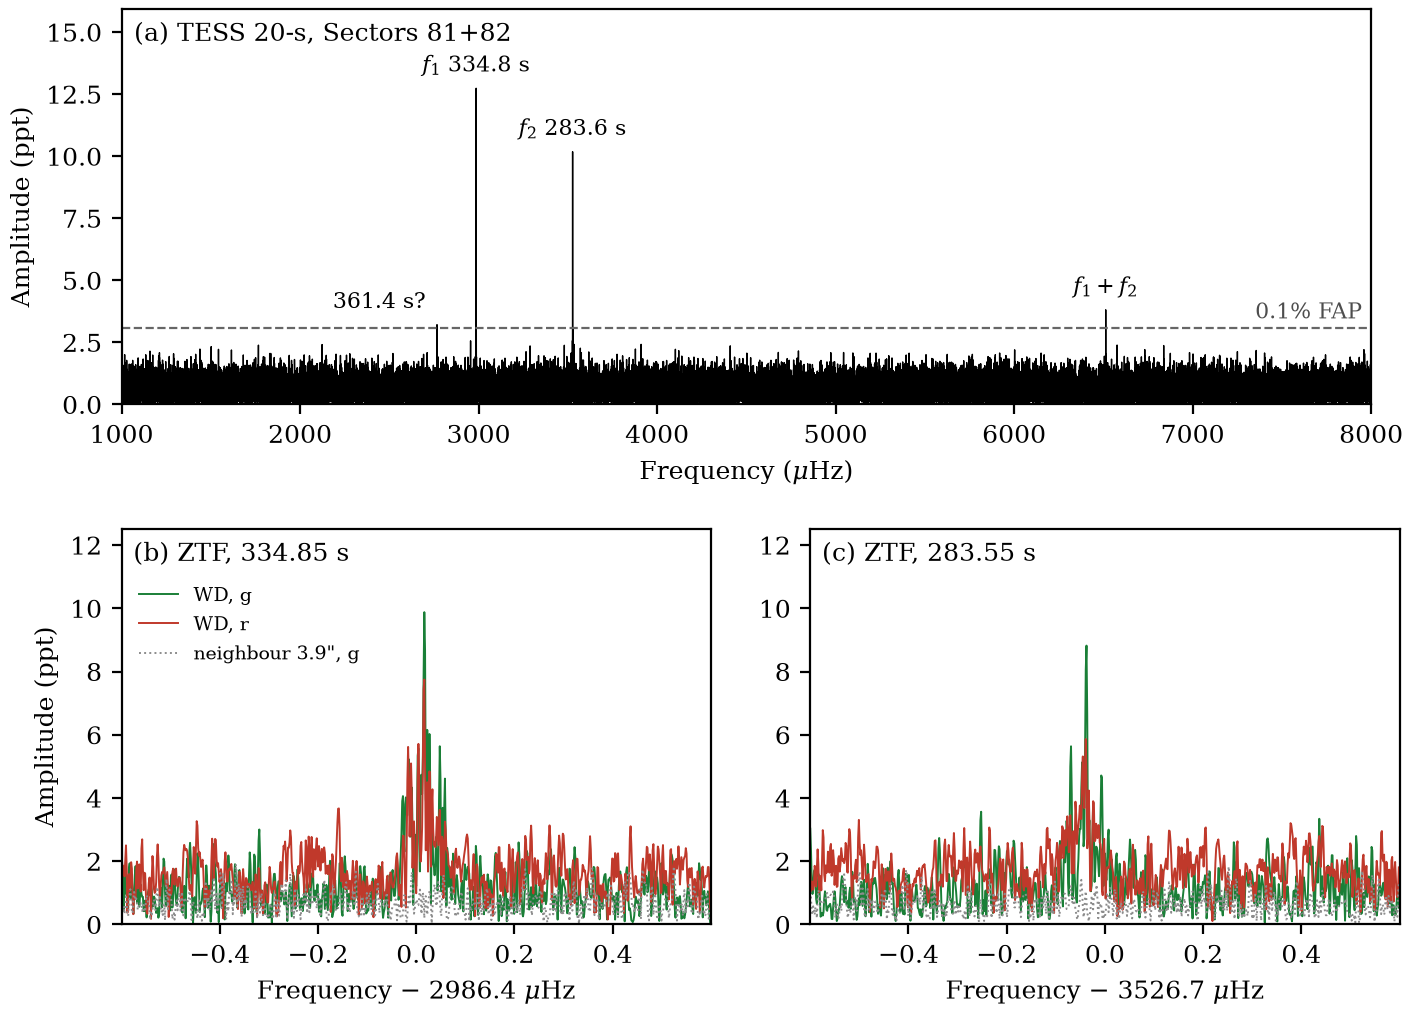 (a) TESS 20-s, Sectors 81+82
f₁ 334.8 s
f₂ 283.6 s
361.4 s?
f₁ + f₂
0.1% FAP
Amplitude (ppt)
15.0
12.5
10.0
7.5
5.0
2.5
0.0
1000 2000 3000 4000 5000 6000 7000 8000
Frequency (μHz)
(b) ZTF, 334.85 s
WD, g
WD, r
neighbour 3.9", g
Amplitude (ppt)
12
10
8
6
4
2
0
−0.4 −0.2 0.0 0.2 0.4
Frequency − 2986.4 μHz
(c) ZTF, 283.55 s
12
10
8
6
4
2
0
−0.4 −0.2 0.0 0.2 0.4
Frequency − 3526.7 μHz